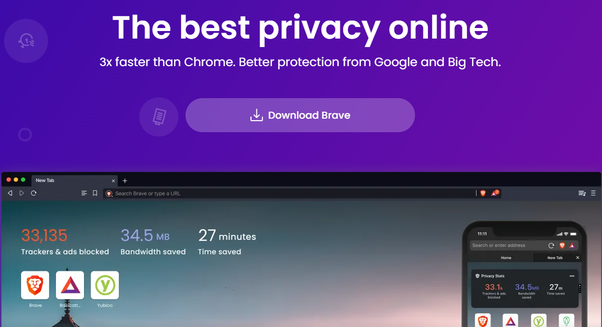 The best privacy online
3x faster than Chrome. Better protection from Google and Big Tech.
Download Brave
New Tab
Search Brave or type a URL
33,135
Trackers & ads blocked
34.5 MB
Bandwidth saved
27 minutes
Time saved
Brave
11:11
Search or enter address
Home
New Tab
Privacy Stats
33.1k
Trackers & ads
blocked
34.5MB
Bandwidth
saved
27m
Time saved